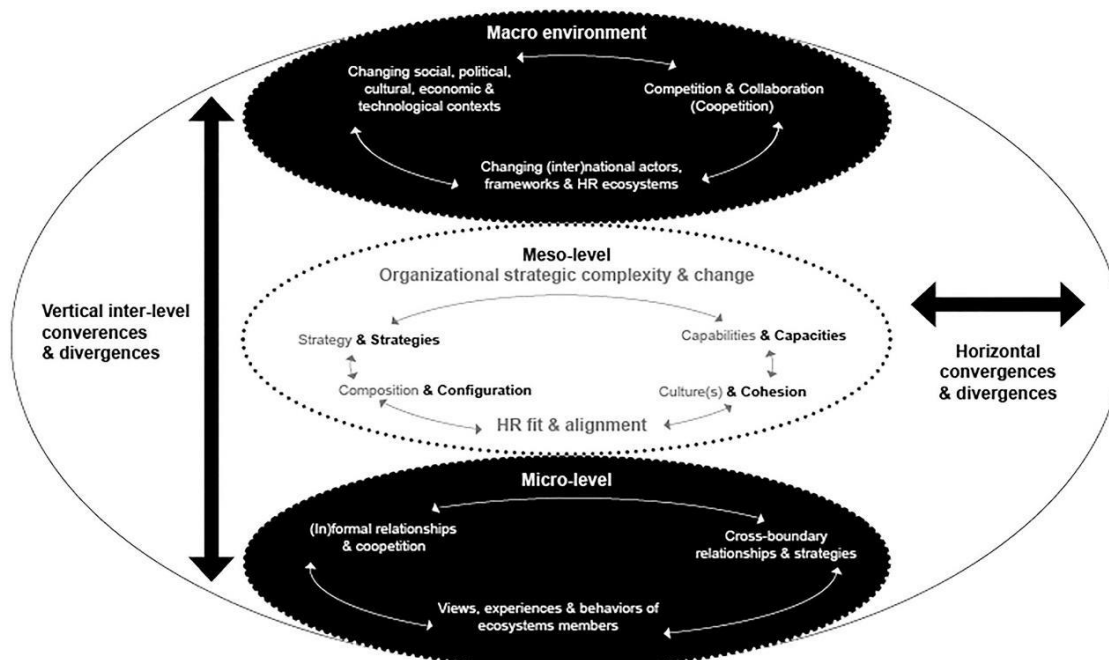 Macro environment
Changing social, political,
cultural, economic &
technological contexts
Competition & Collaboration
(Coopetition)
Changing (inter)national actors,
frameworks & HR ecosystems
Meso-level
Organizational strategic complexity & change
Vertical inter-level
converences
& divergences
Strategy & Strategies
Capabilities & Capacities
Composition & Configuration
Culture(s) & Cohesion
HR fit & alignment
Horizontal
convergences
& divergences
Micro-level
(In)formal relationships
& coopetition
Cross-boundary
relationships & strategies
Views, experiences & behaviors of
ecosystems members